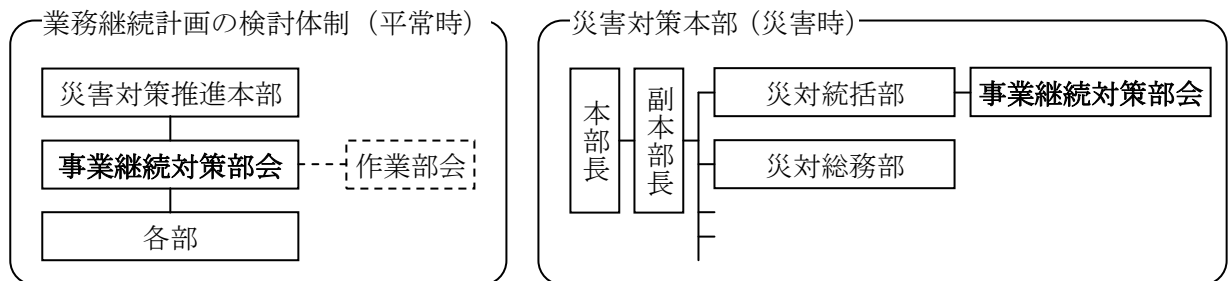 業務継続計画の検討体制（平常時）
災害対策推進本部
事業継続対策部会
作業部会
各部
災害対策本部（災害時）
本部長
副本部長
災対統括部
事業継続対策部会
災対総務部